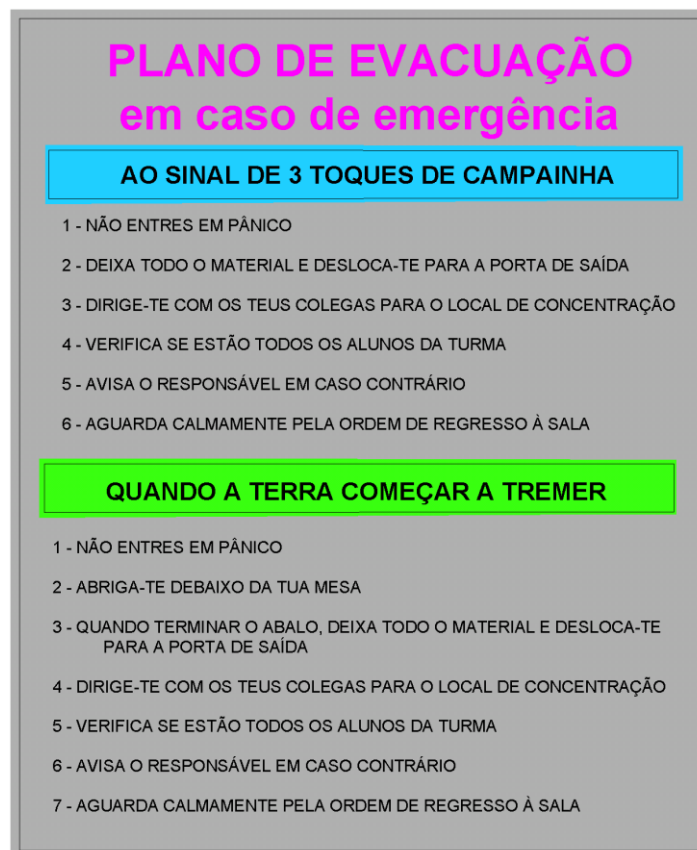 PLANO DE EVACUAÇÃO
em caso de emergência
AO SINAL DE 3 TOQUES DE CAMPAINHA
1 - NÃO ENTRES EM PÂNICO
2 - DEIXA TODO O MATERIAL E DESLOCA-TE PARA A PORTA DE SAÍDA
3 - DIRIGE-TE COM OS TEUS COLEGAS PARA O LOCAL DE CONCENTRAÇÃO
4 - VERIFICA SE ESTÃO TODOS OS ALUNOS DA TURMA
5 - AVISA O RESPONSÁVEL EM CASO CONTRÁRIO
6 - AGUARDA CALMAMENTE PELA ORDEM DE REGRESSO À SALA
QUANDO A TERRA COMEÇAR A TREMER
1 - NÃO ENTRES EM PÂNICO
2 - ABRIGA-TE DEBAIXO DA TUA MESA
3 - QUANDO TERMINAR O ABALO, DEIXA TODO O MATERIAL E DESLOCA-TE
PARA A PORTA DE SAÍDA
4 - DIRIGE-TE COM OS TEUS COLEGAS PARA O LOCAL DE CONCENTRAÇÃO
5 - VERIFICA SE ESTÃO TODOS OS ALUNOS DA TURMA
6 - AVISA O RESPONSÁVEL EM CASO CONTRÁRIO
7 - AGUARDA CALMAMENTE PELA ORDEM DE REGRESSO À SALA